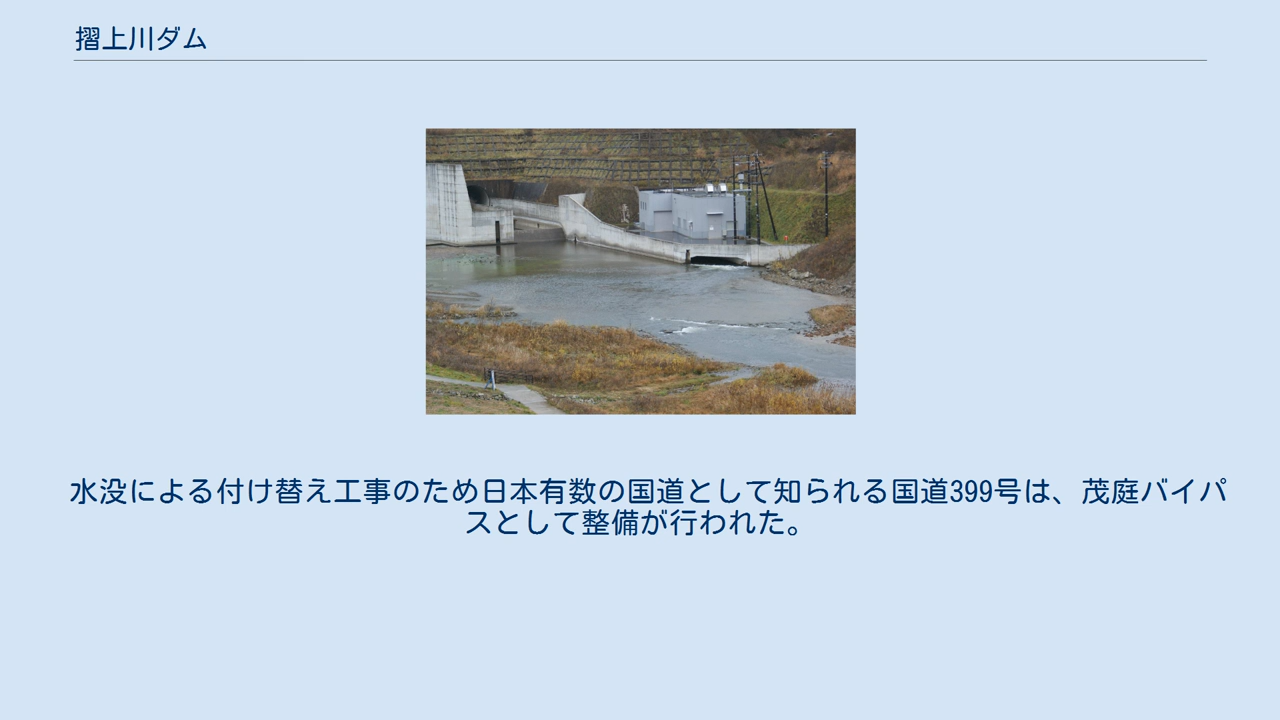 摺上川ダム
水没による付け替え工事のため日本有数の国道として知られる国道399号は、茂庭バイパ
スとして整備が行われた。